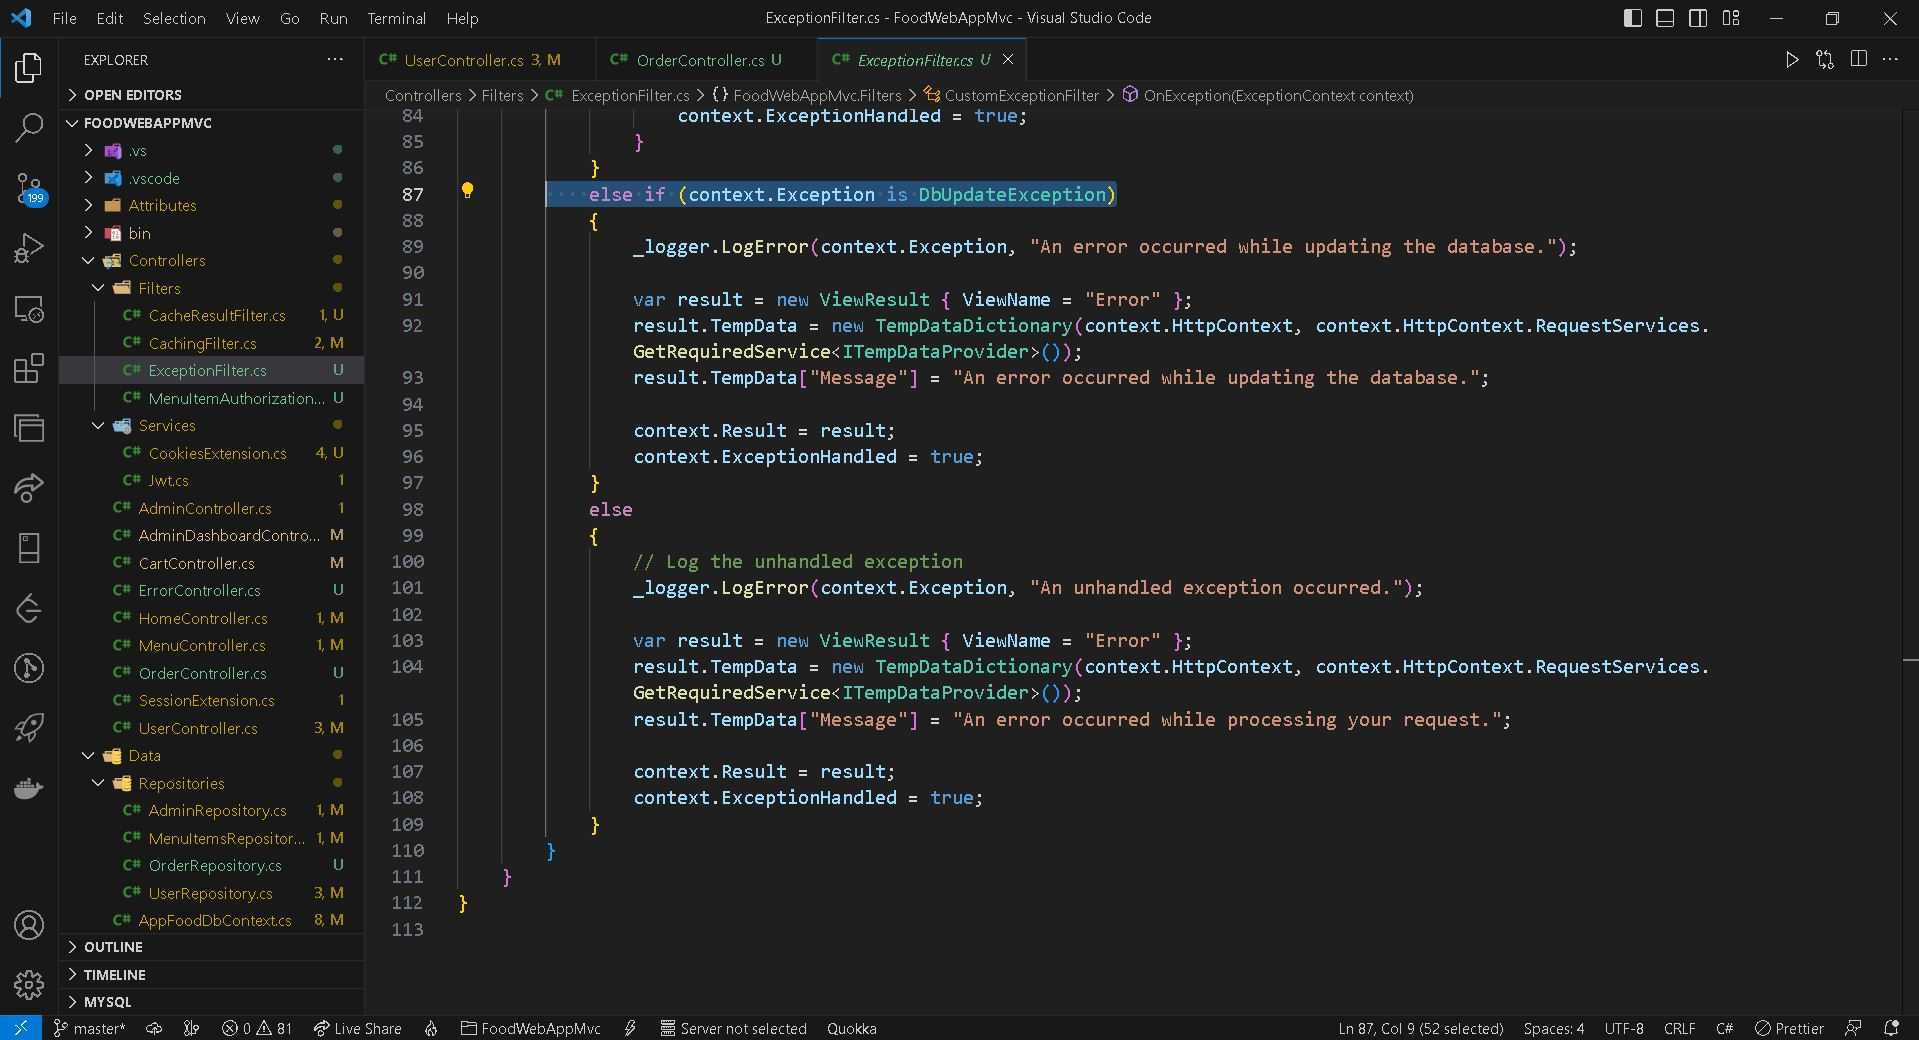 File Edit Selection View Go Run Terminal Help
ExceptionFilter.cs - FoodWebAppMvc - Visual Studio Code
EXPLORER
OPEN EDITORS
FOODWEBAPPMVC
.vs
.vscode
Attributes
bin
Controllers
Filters
C# CacheResultFilter.cs 1, U
C# CachingFilter.cs 2, M
C# ExceptionFilter.cs U
C# MenuItemAuthorization... U
Services
C# CookiesExtension.cs 4, U
C# Jwt.cs 1
C# AdminController.cs 1
C# AdminDashboardContro... M
C# CartController.cs M
C# ErrorController.cs U
C# HomeController.cs 1, M
C# MenuController.cs 1, M
C# OrderController.cs U
C# SessionExtension.cs 1
C# UserController.cs 3, M
Data
Repositories
C# AdminRepository.cs 1, M
C# MenuItemsRepositor... 1, M
C# OrderRepository.cs U
C# UserRepository.cs 3, M
C# AppFoodDbContext.cs 8, M
OUTLINE
TIMELINE
MYSQL
199
C# UserController.cs 3, M
C# OrderController.cs U
C# ExceptionFilter.cs U
Controllers > Filters > C# ExceptionFilter.cs > {} FoodWebAppMvc.Filters > CustomExceptionFilter > OnException(ExceptionContext context)
84 context.ExceptionHandled = true;
85 }
86 }
87 else if (context.Exception is DbUpdateException)
88 {
89 _logger.LogError(context.Exception, "An error occurred while updating the database.");
90
91 var result = new ViewResult { ViewName = "Error" };
92 result.TempData = new TempDataDictionary(context.HttpContext, context.HttpContext.RequestServices.
GetRequiredService<ITempDataProvider>());
93 result.TempData["Message"] = "An error occurred while updating the database.";
94
95 context.Result = result;
96 context.ExceptionHandled = true;
97 }
98 else
99 {
100 // Log the unhandled exception
101 _logger.LogError(context.Exception, "An unhandled exception occurred.");
102
103 var result = new ViewResult { ViewName = "Error" };
104 result.TempData = new TempDataDictionary(context.HttpContext, context.HttpContext.RequestServices.
GetRequiredService<ITempDataProvider>());
105 result.TempData["Message"] = "An error occurred while processing your request.";
106
107 context.Result = result;
108 context.ExceptionHandled = true;
109 }
110 }
111 }
112 }
113
master* 0 81 Live Share FoodWebAppMvc Server not selected Quokka
Ln 87, Col 9 (52 selected) Spaces: 4 UTF-8 CRLF C# Prettier